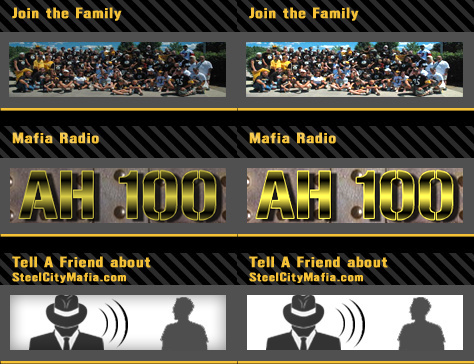 Join the Family
Join the Family
Mafia Radio
Mafia Radio
AH 100
AH 100
Tell A Friend about
SteelCityMafia.com
Tell A Friend about
SteelCityMafia.com